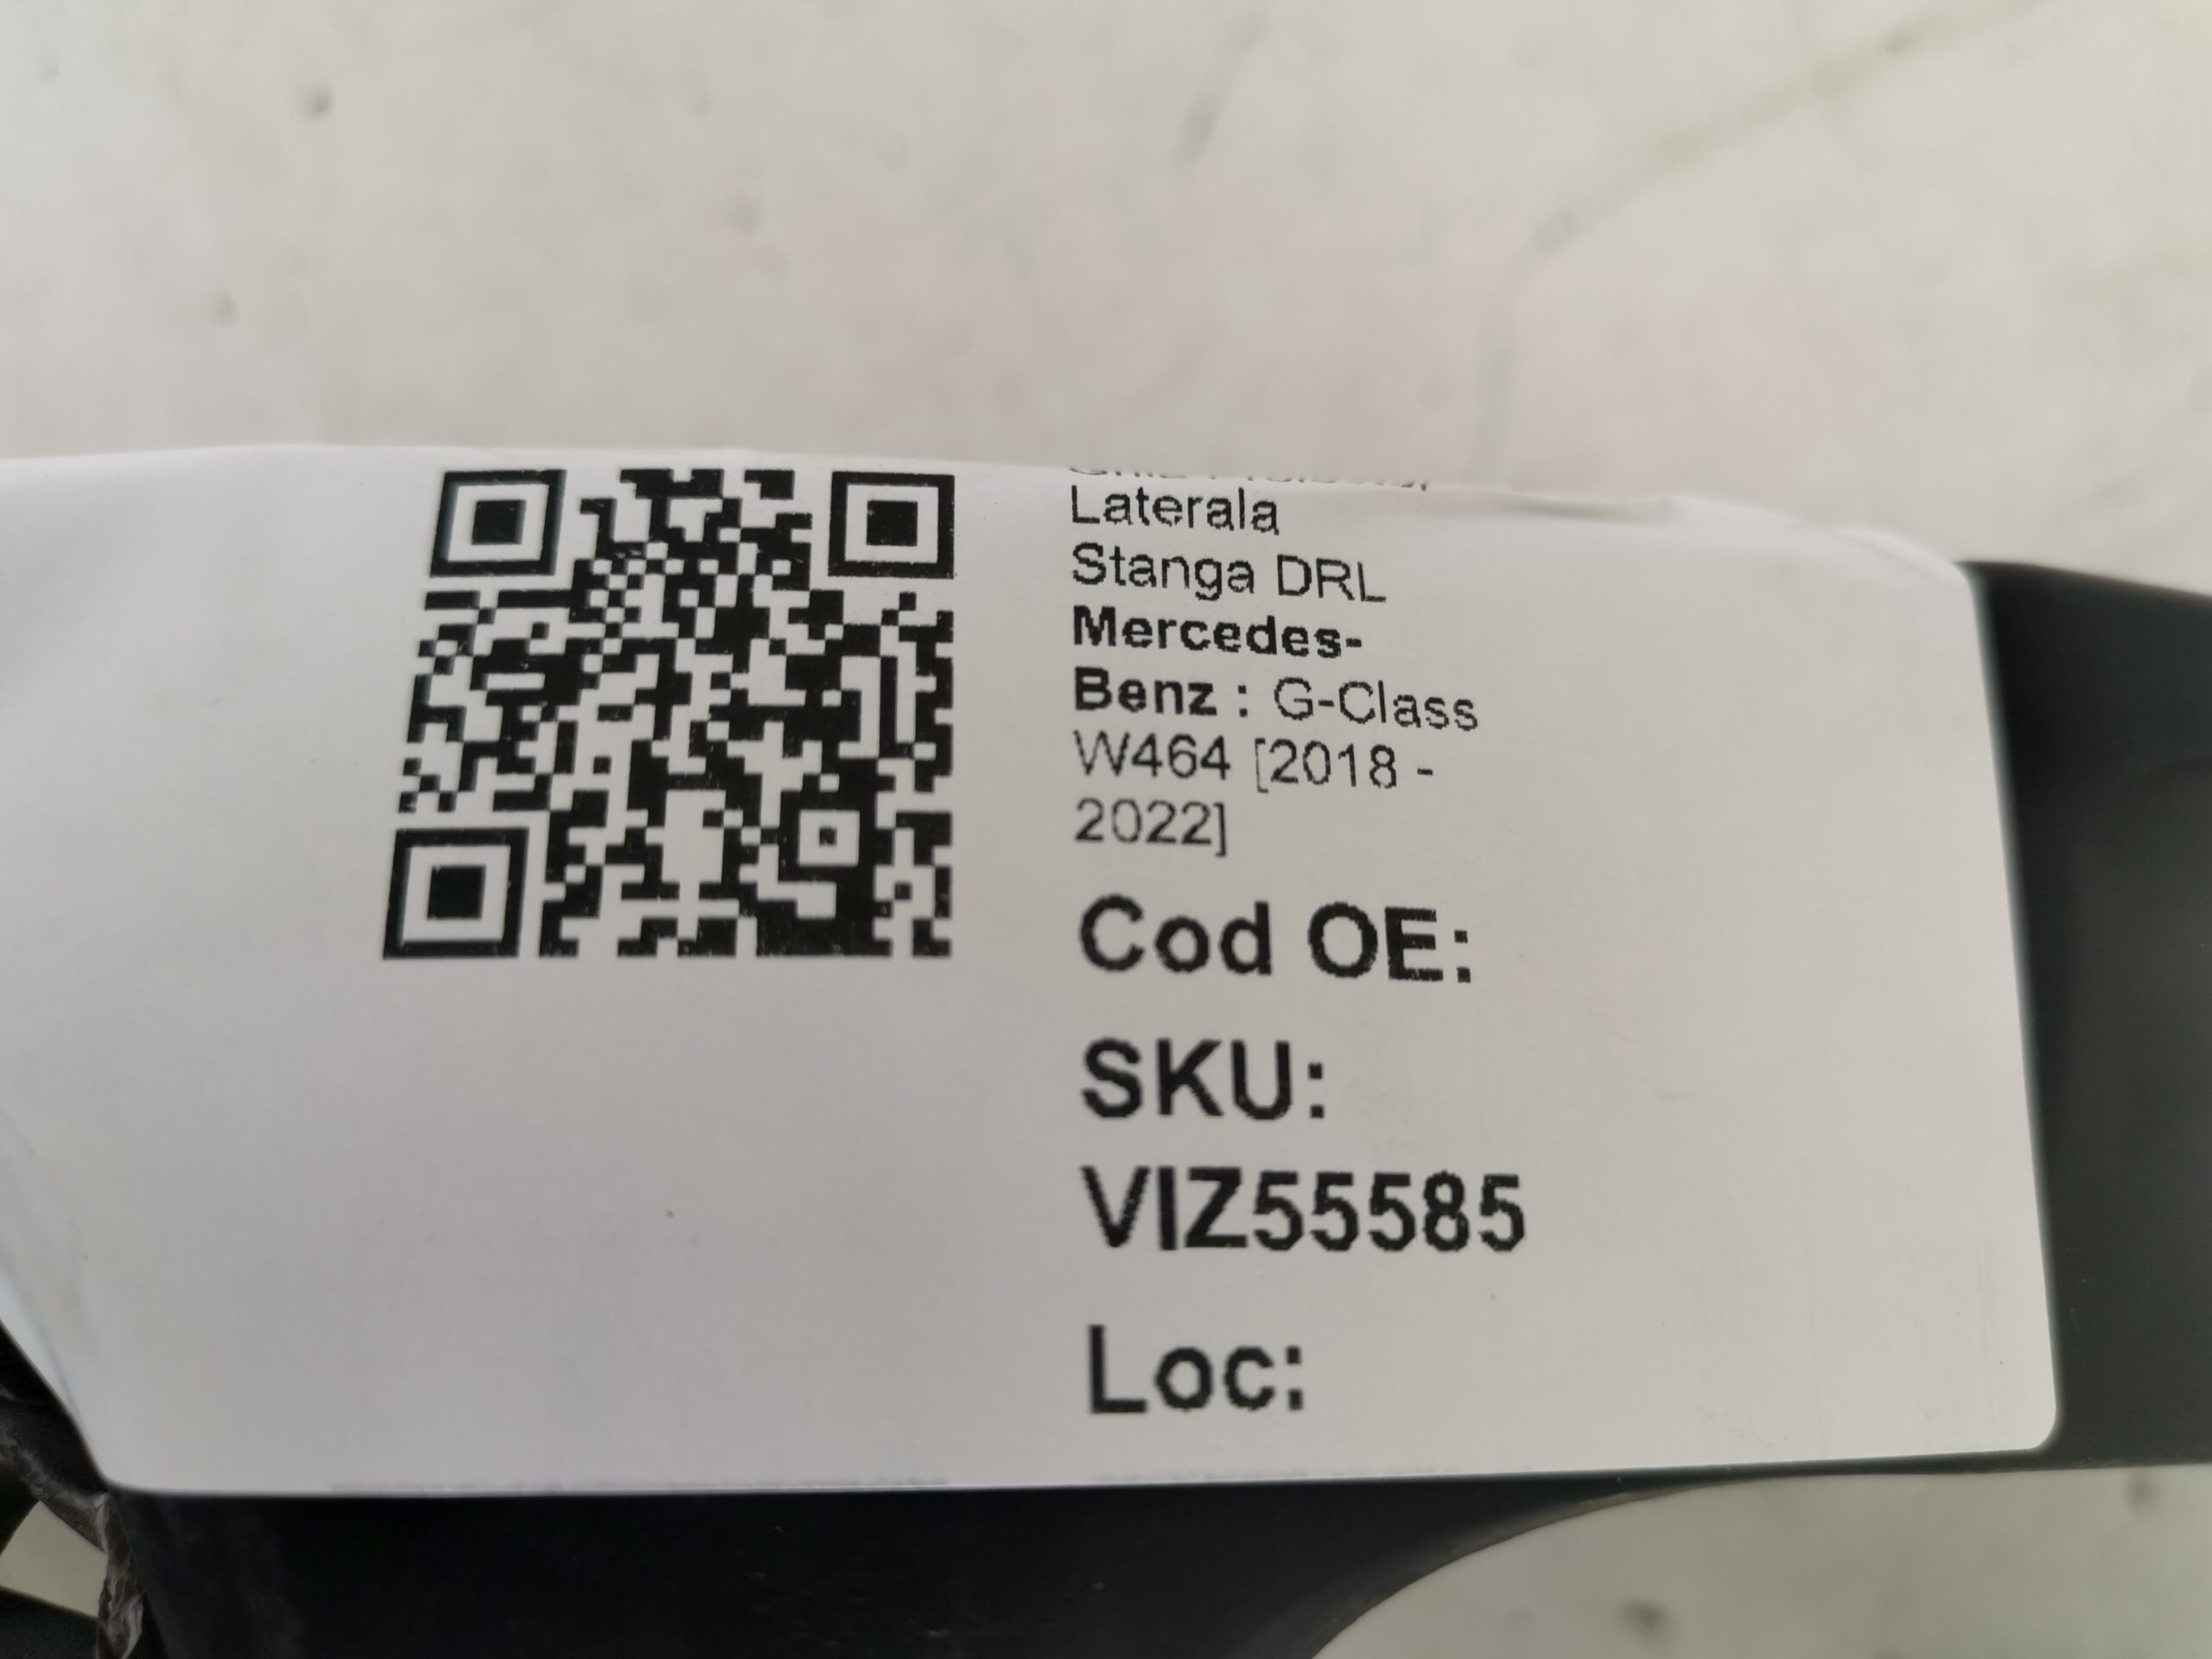 Laterala
Stanga DRL
Mercedes-
Benz : G-Class
W464 [2018 -
2022]
Cod OE:
SKU:
VIZ55585
Loc: